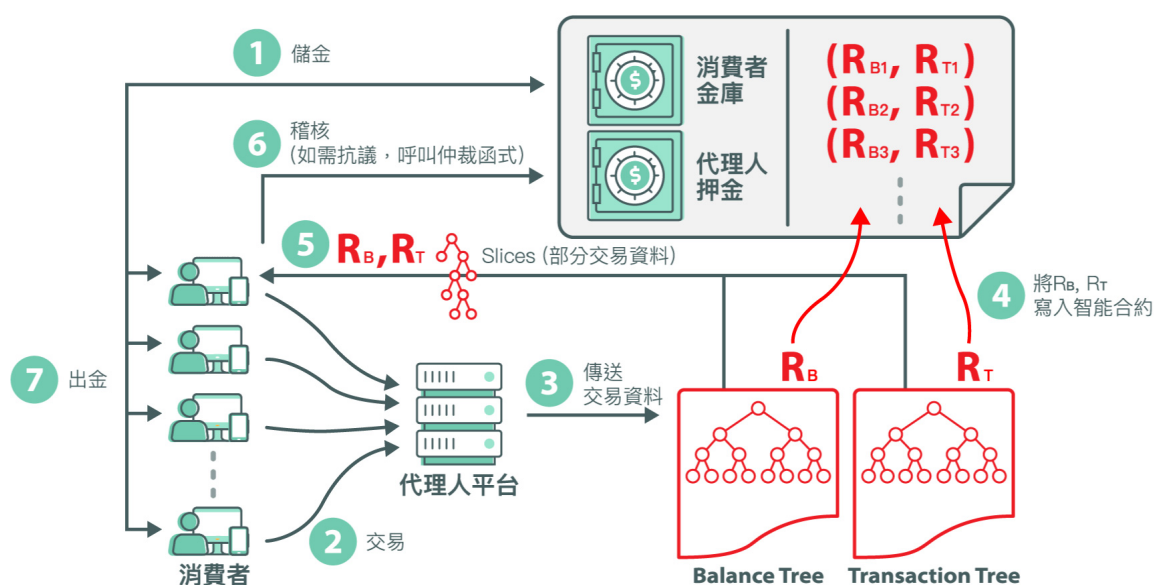 1 儲金
消費者
金庫
代理人
押金
(RB1, RT1)
(RB2, RT2)
(RB3, RT3)
6 稽核
(如需抗議,呼叫仲裁函式)
5 RB,RT Slices (部分交易資料)
4 將RB, RT
寫入智能合約
7 出金
3 傳送
交易資料
RB
RT
代理人平台
2 交易
消費者
Balance Tree
Transaction Tree